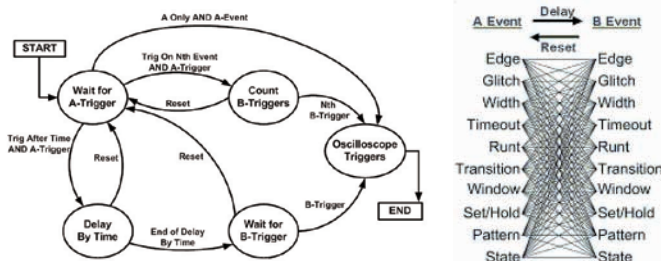 A Only AND A-Event
START
Trig On Nth Event
AND A-Trigger
Wait for
A-Trigger
Count
B-Triggers
Reset
Nth
B-Trigger
Trig After Time
AND A-Trigger
Reset
Reset
Oscilloscope
Triggers
B-Trigger
END
Delay
By Time
End of Delay
By Time
Wait for
B-Trigger
A Event
Delay
B Event
Reset
Edge
Edge
Glitch
Glitch
Width
Width
Timeout
Timeout
Runt
Runt
Transition
Transition
Window
Window
Set/Hold
Set/Hold
Pattern
Pattern
State
State